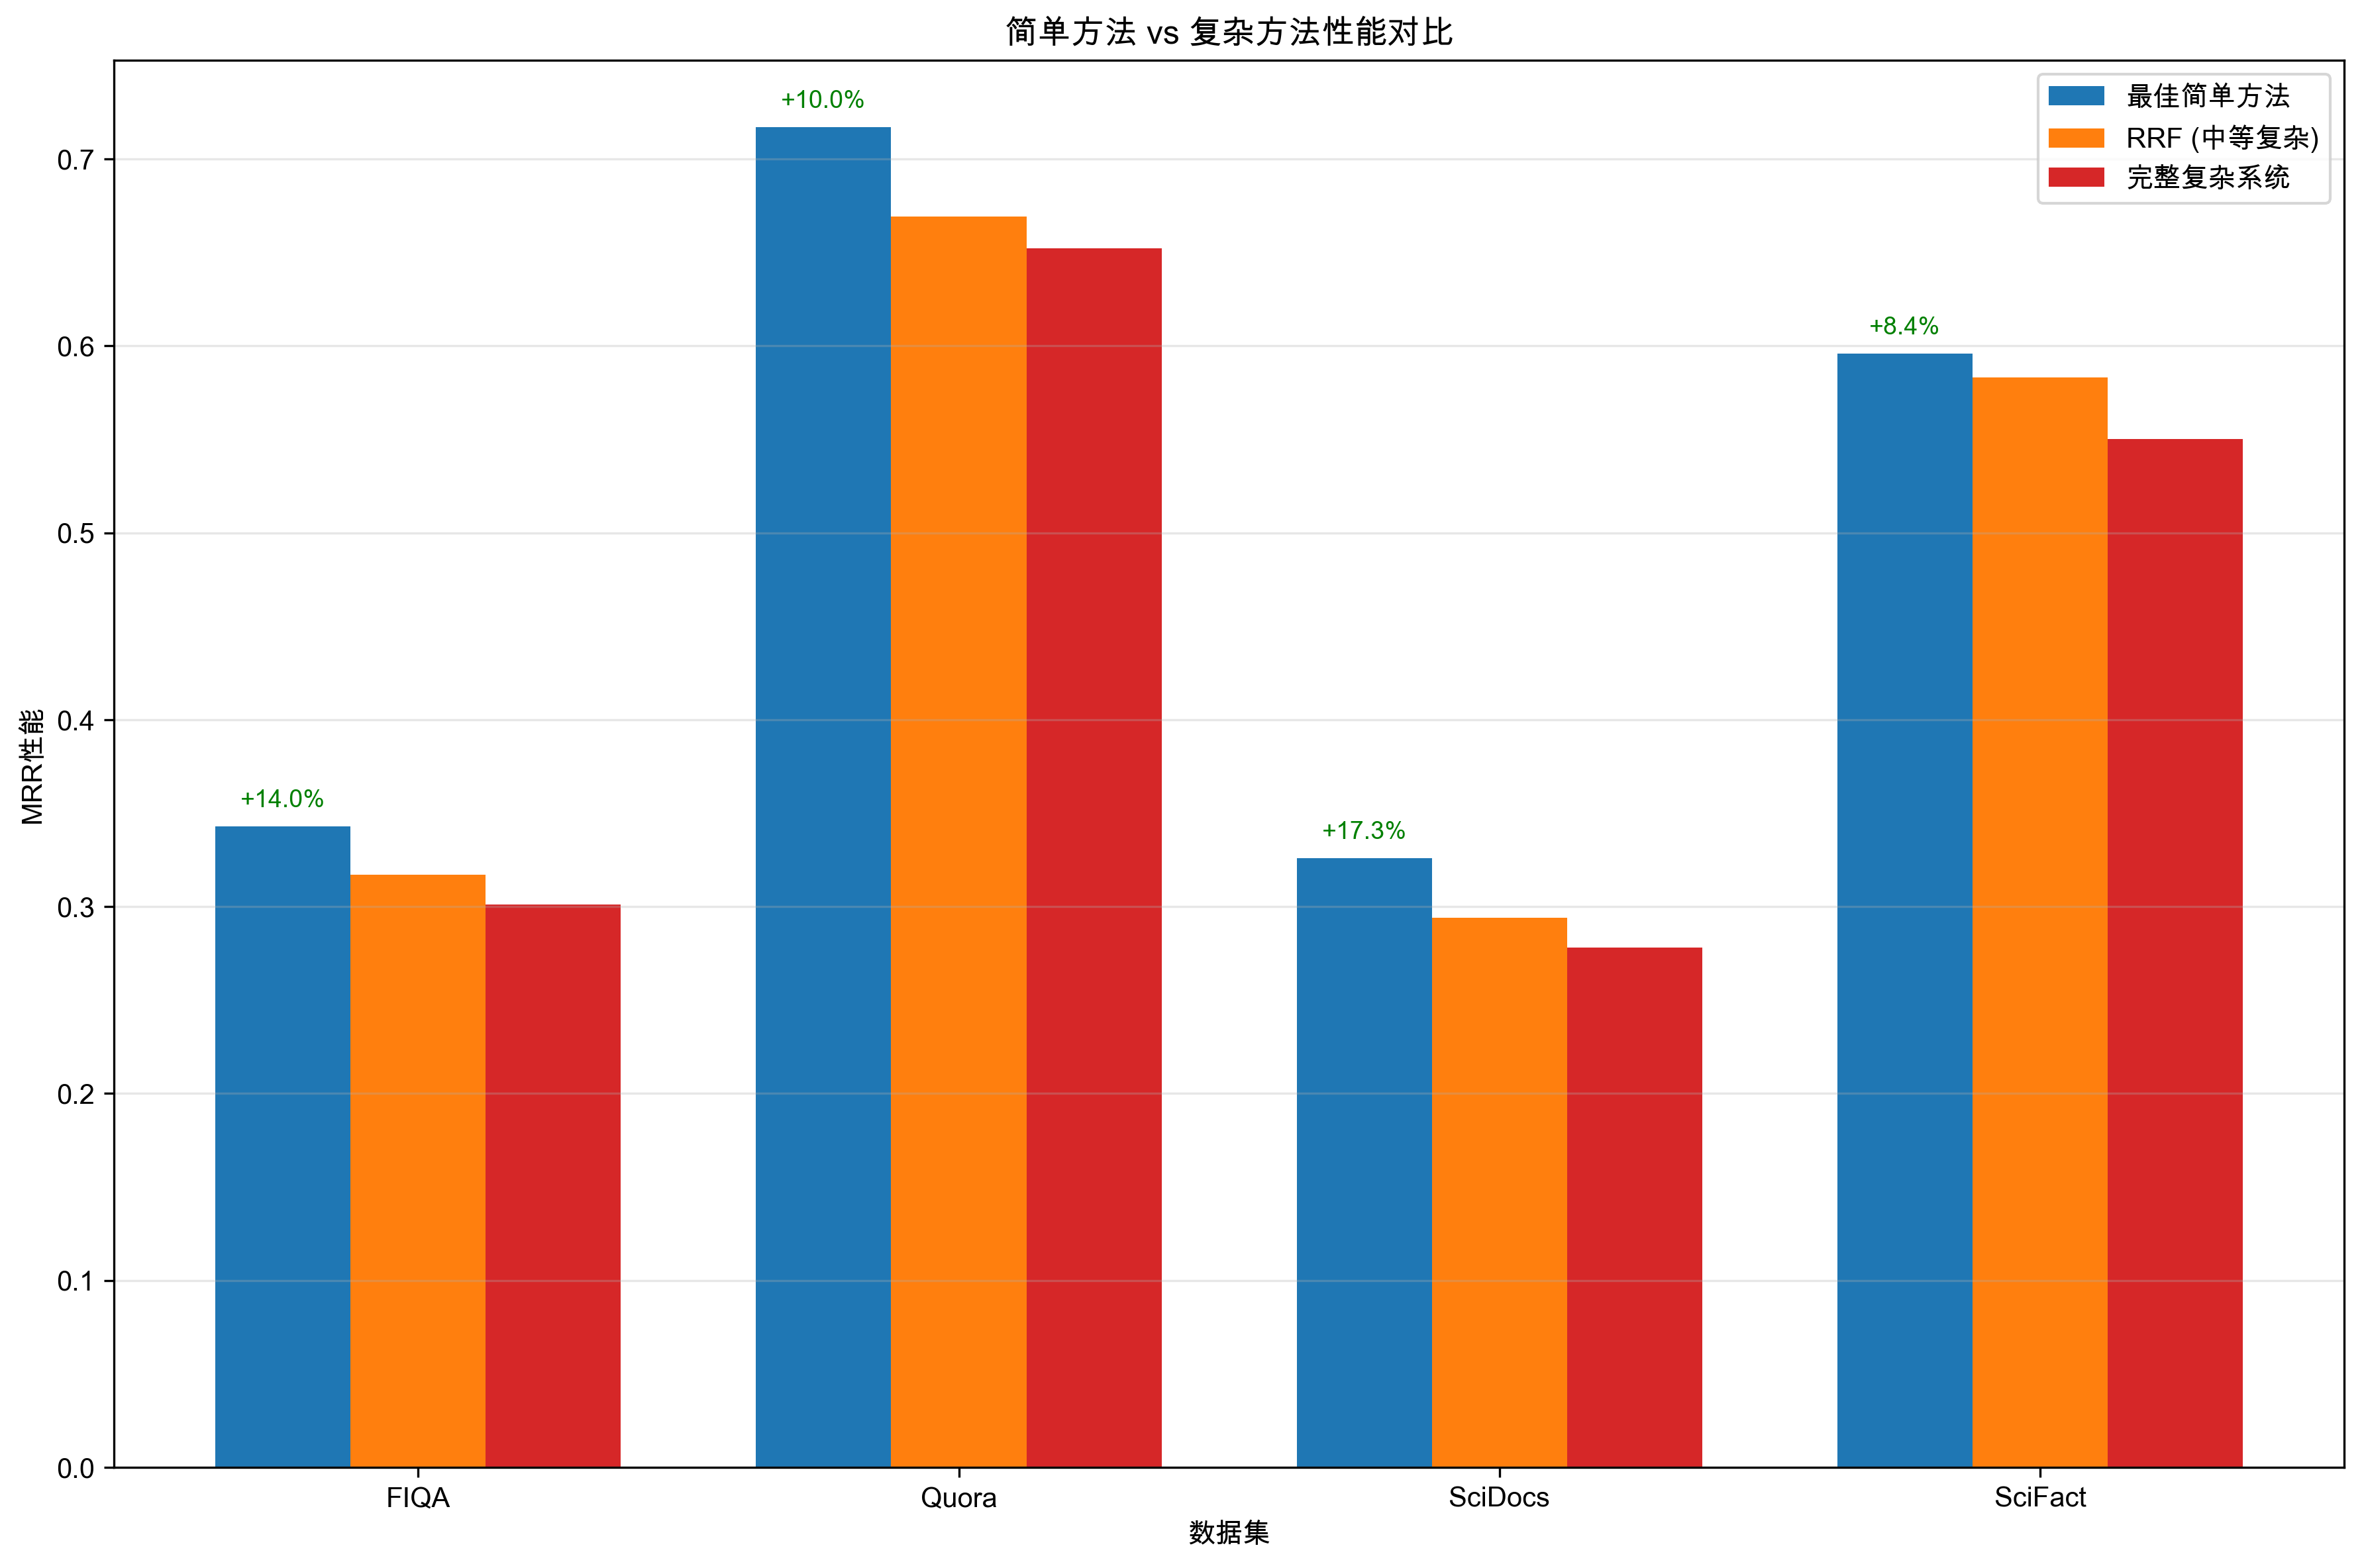 简单方法 vs 复杂方法性能对比
最佳简单方法
RRF (中等复杂)
完整复杂系统
+10.0%
+8.4%
+14.0%
+17.3%
MRR性能
0.7
0.6
0.5
0.4
0.3
0.2
0.1
0.0
FIQA
Quora
SciDocs
SciFact
数据集